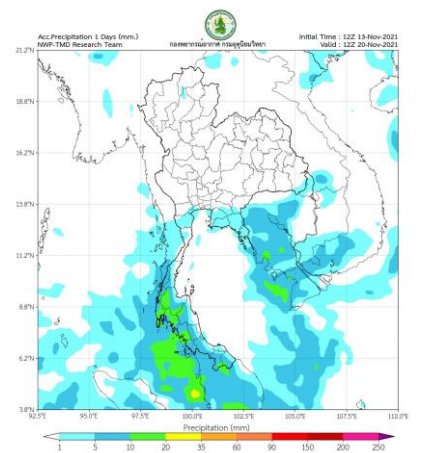 Acc.Precipitation 1 Days (mm.)
NWP-TMD Research Team
กองพยากรณ์อากาศ กรมอุตุนิยมวิทยา
Initial Time : 12Z 13-Nov-2021
Valid : 12Z 20-Nov-2021
21.2°N
18.8°N
16.2°N
13.8°N
11.2°N
8.8°N
6.2°N
3.8°N
92.5°E 95.0°E 97.5°E 100.0°E 102.5°E 105.0°E 107.5°E 110.0°E
Precipitation (mm)
1 5 10 20 35 60 90 150 200 250